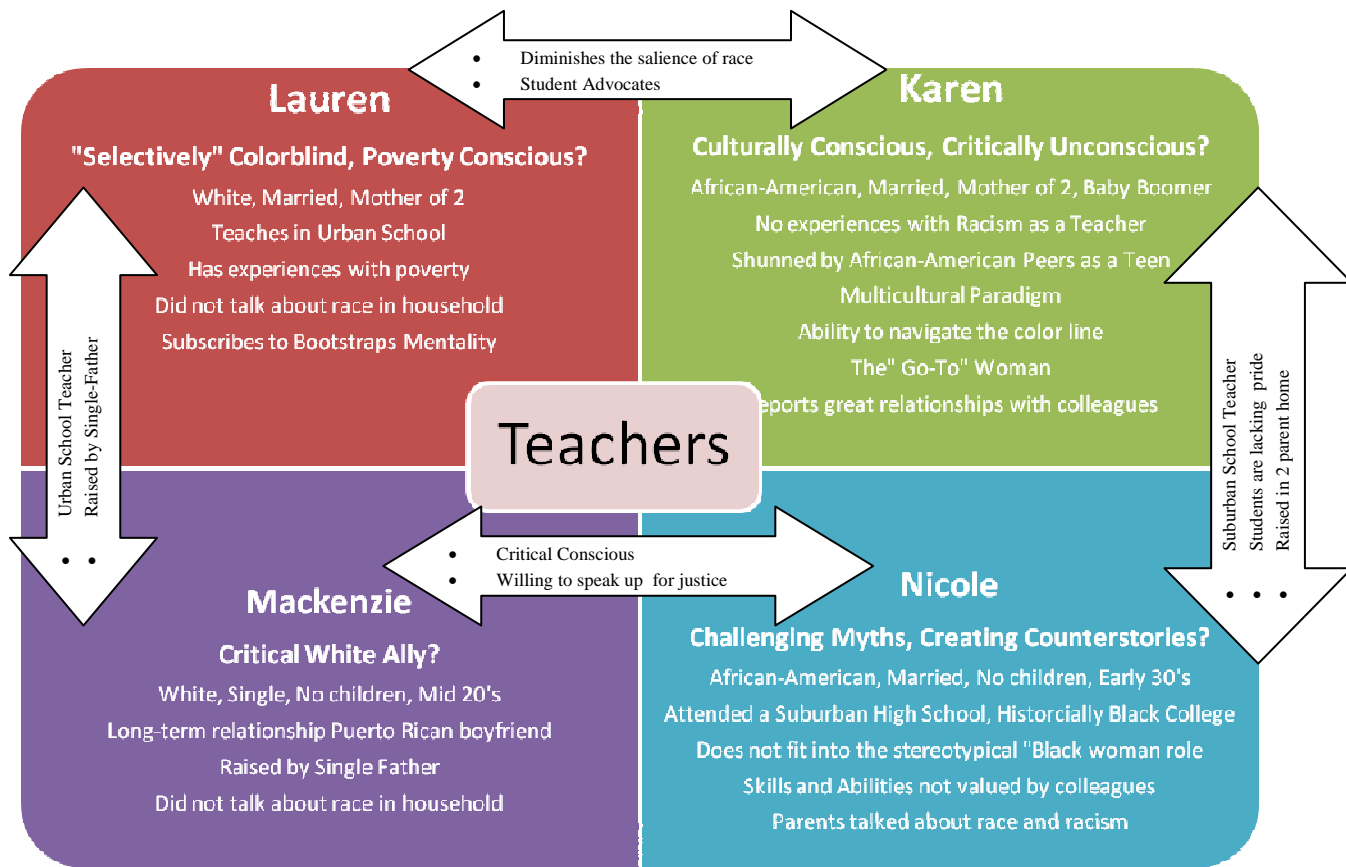 Diminishes the salience of race
Student Advocates
Lauren
"Selectively" Colorblind, Poverty Conscious?
White, Married, Mother of 2
Teaches in Urban School
Has experiences with poverty
Did not talk about race in household
Subscribes to Bootstraps Mentality
Karen
Culturally Conscious, Critically Unconscious?
African-American, Married, Mother of 2, Baby Boomer
No experiences with Racism as a Teacher
Shunned by African-American Peers as a Teen
Multicultural Paradigm
Ability to navigate the color line
The" Go-To" Woman
eports great relationships with colleagues
Urban School Teacher
Raised by Single-Father
Teachers
Suburban School Teacher
Students are lacking pride
Raised in 2 parent home
Critical Conscious
Willing to speak up for justice
Mackenzie
Critical White Ally?
White, Single, No children, Mid 20's
Long-term relationship Puerto Rican boyfriend
Raised by Single Father
Did not talk about race in household
Nicole
Challenging Myths, Creating Counterstories?
African-American, Married, No children, Early 30's
Attended a Suburban High School, Historcially Black College
Does not fit into the stereotypical "Black woman role
Skills and Abilities not valued by colleagues
Parents talked about race and racism